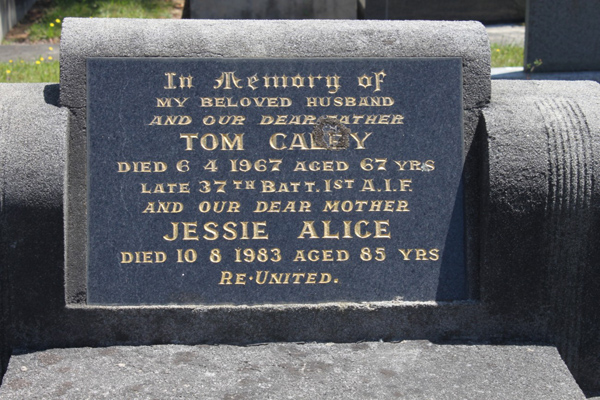 In Memory of
MY BELOVED HUSBAND
AND OUR DEAR FATHER
TOM
DIED 6 4 1967 AGED 67 YRS
LATE 37TH BATT. 1ST A.I.F.
AND OUR DEAR MOTHER
JESSIE ALICE
DIED 10 8 1983 AGED 85 YRS
RE-UNITED.